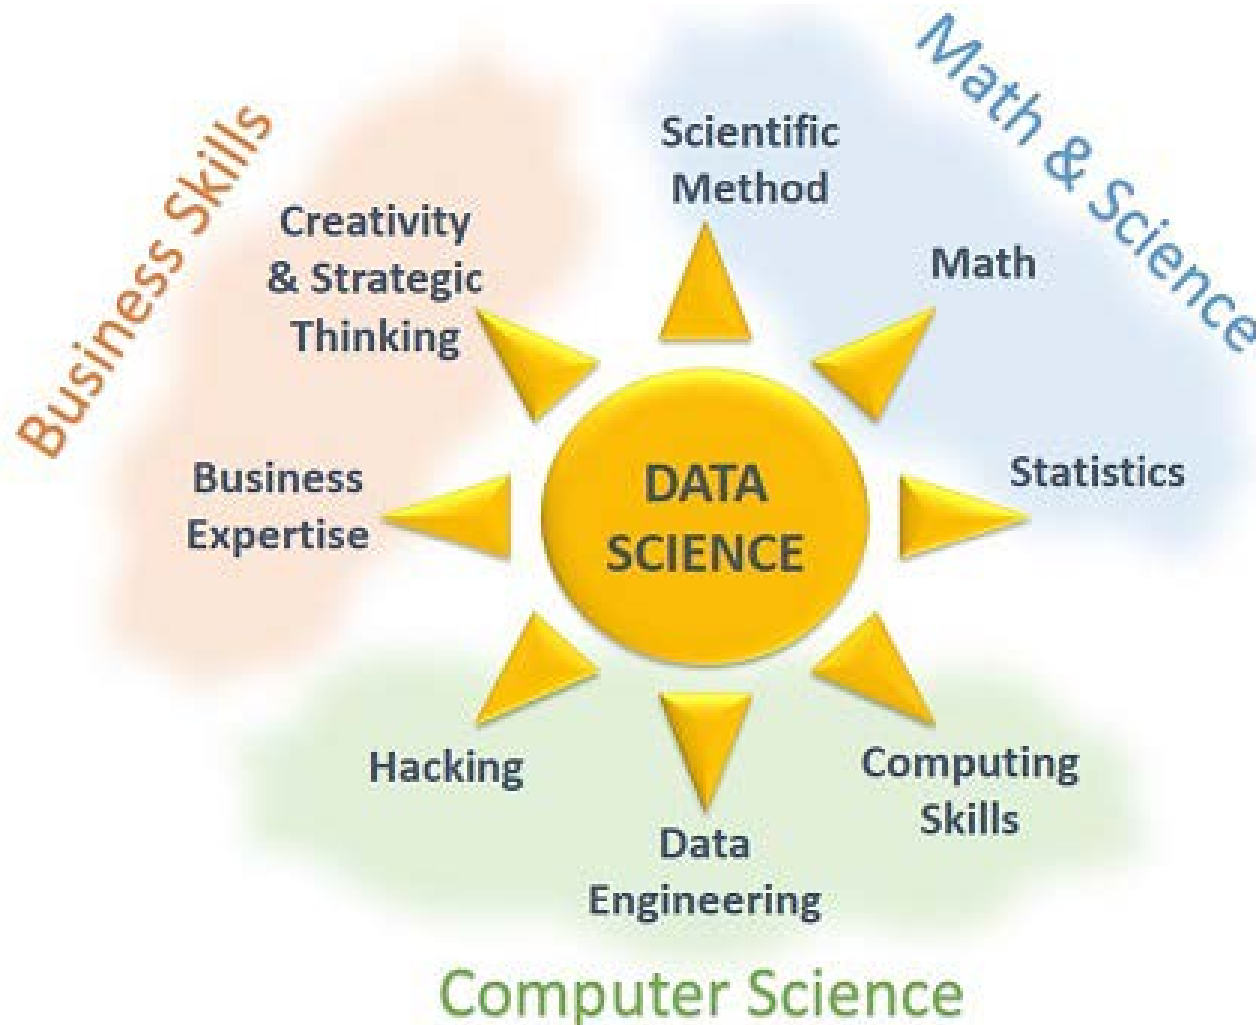 Math & Science
Business Skills
Scientific
Method
Creativity
& Strategic
Thinking
Math
Business
Expertise
DATA
SCIENCE
Statistics
Hacking
Computing
Skills
Data
Engineering
Computer Science